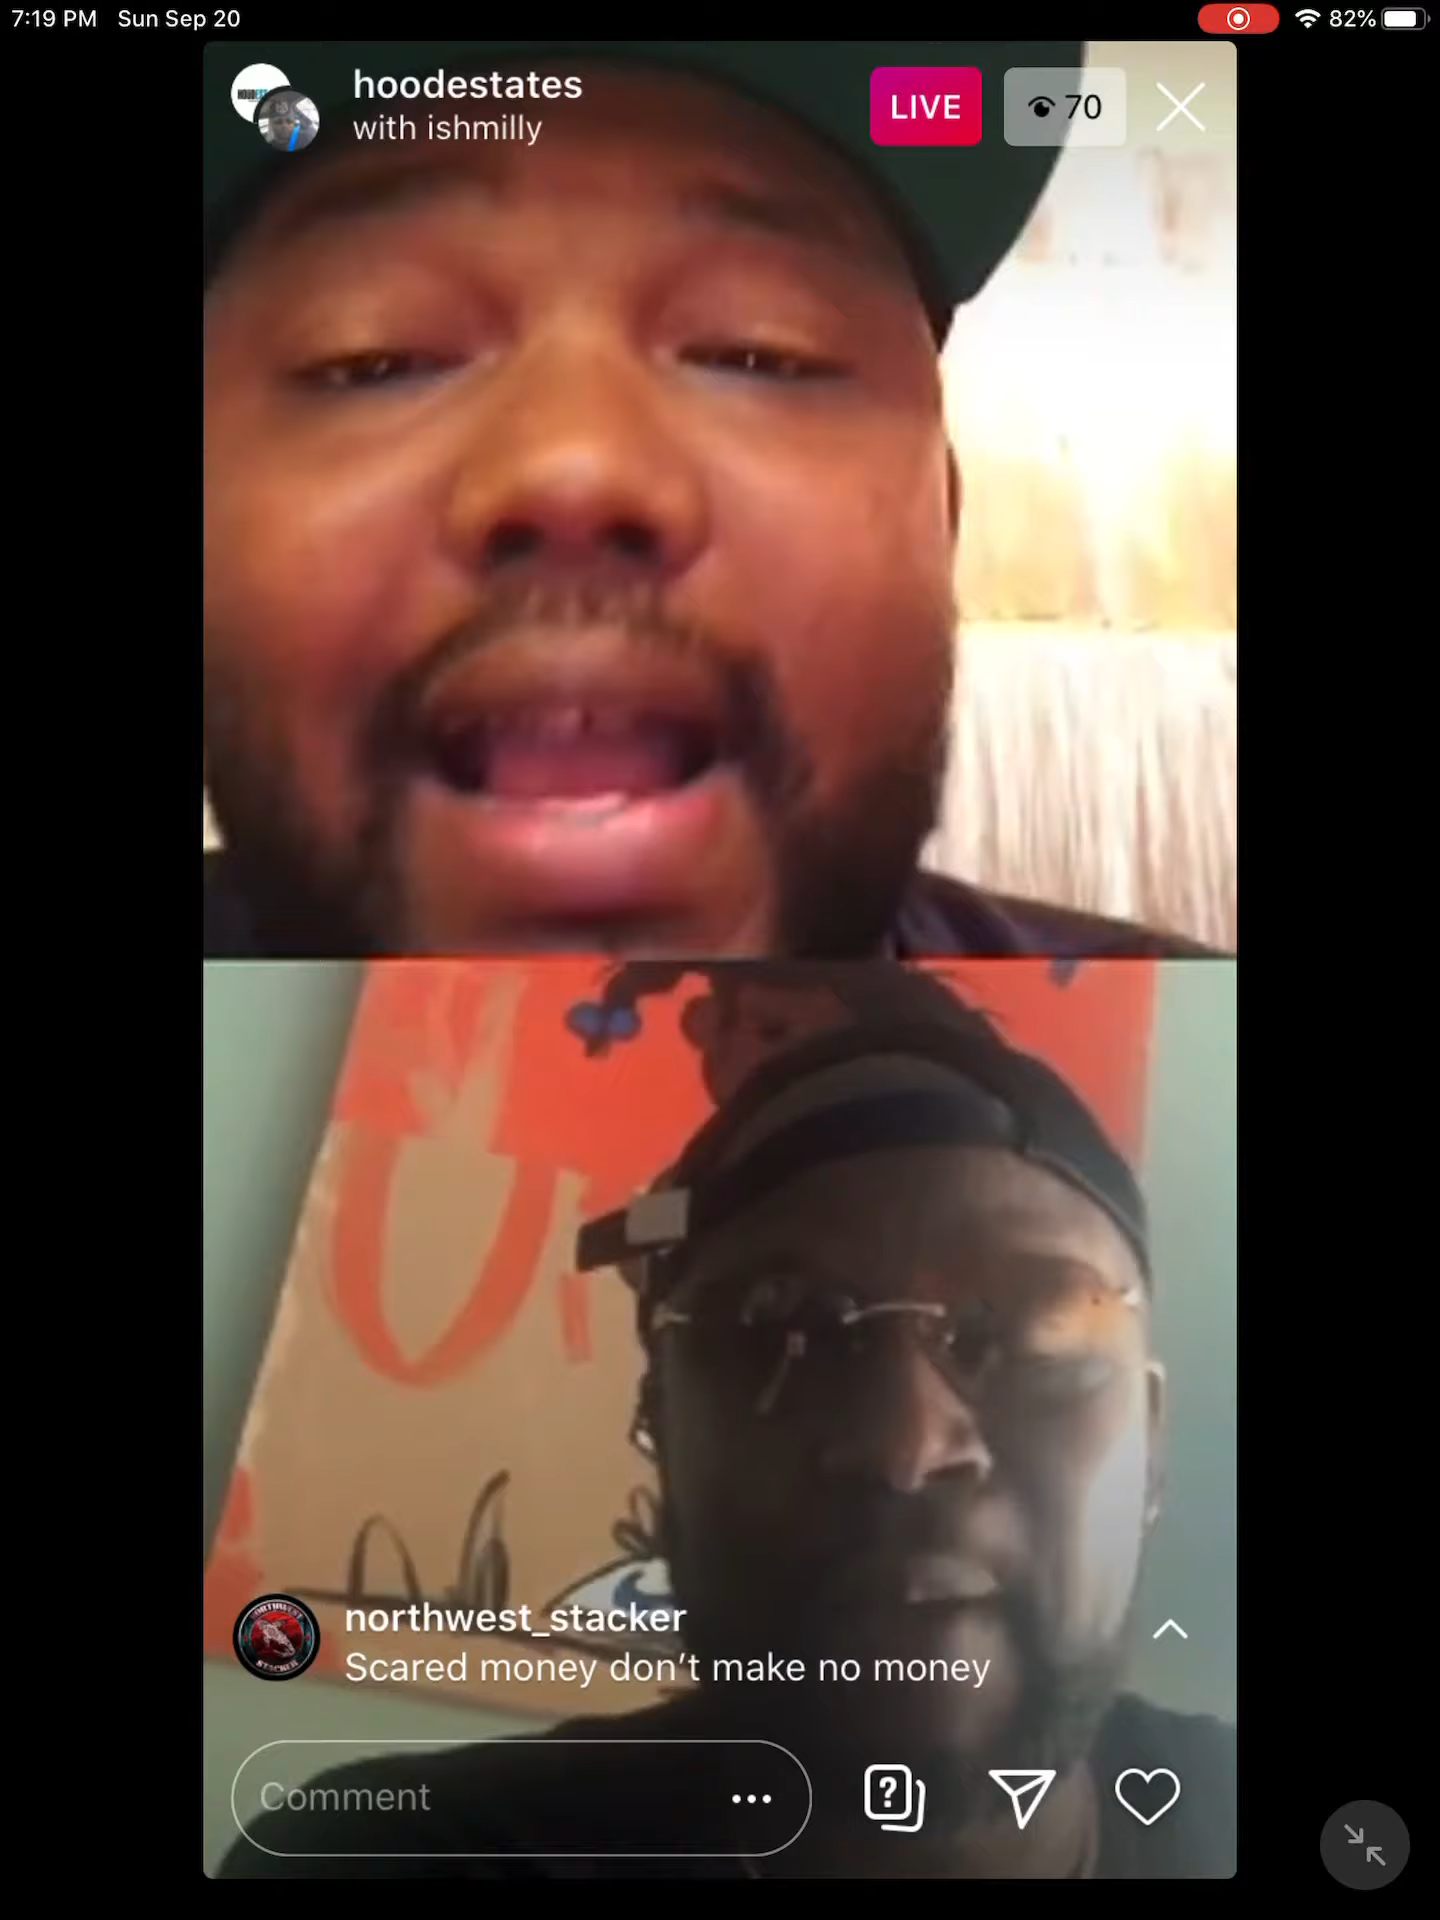 7:19 PM Sun Sep 20
82%
hoodestates
with ishmilly
LIVE
70
northwest_stacker
Scared money don’t make no money
Comment